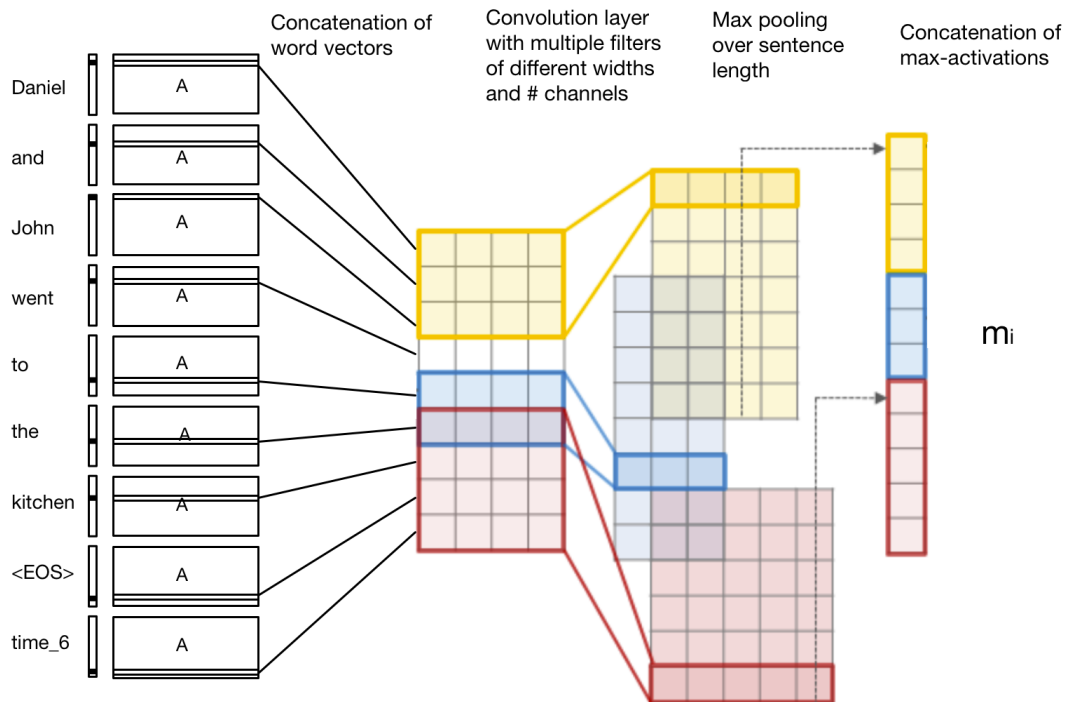 Concatenation of
word vectors
Convolution layer
with multiple filters
of different widths
and # channels
Max pooling
over sentence
length
Concatenation of
max-activations
Daniel
A
and
A
John
A
went
A
to
A
the
A
kitchen
A
<EOS>
A
time_6
A
mi